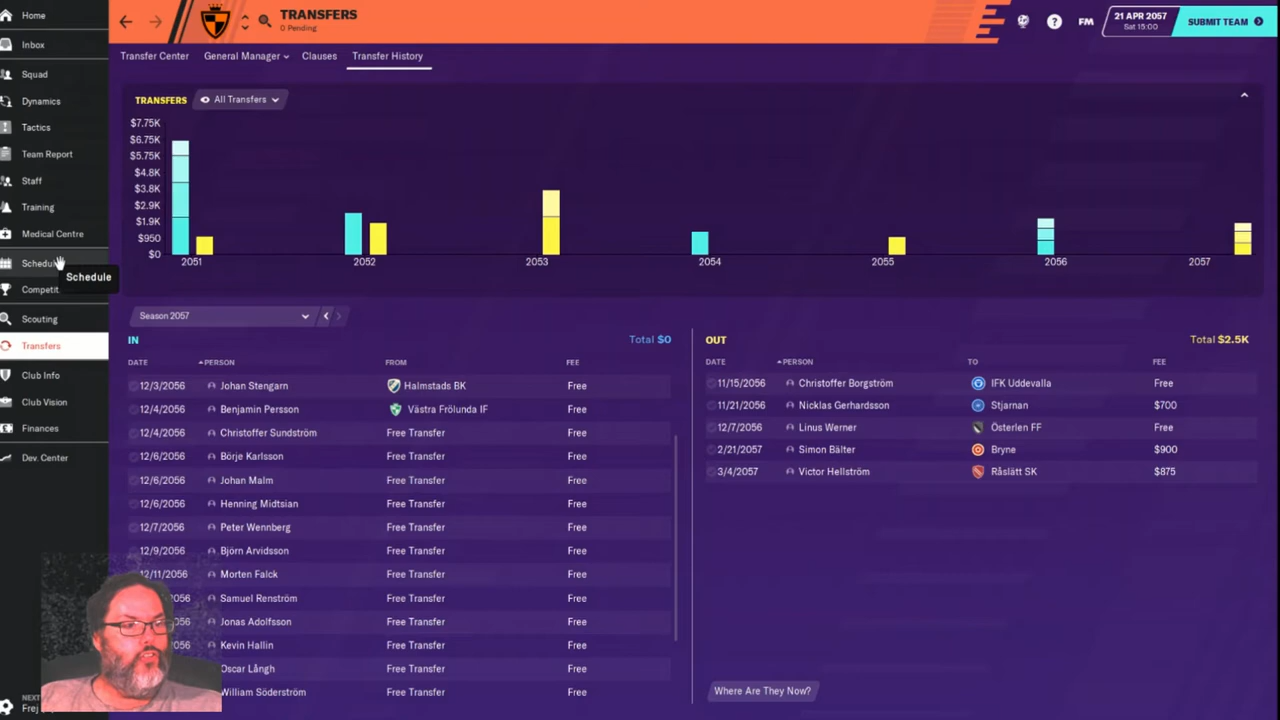 Home
Inbox
Squad
Dynamics
Tactics
Team Report
Staff
Training
Medical Centre
Schedul
Schedule
Competit
Scouting
Transfers
Club Info
Club Vision
Finances
Dev. Center
NEXT
Frej
TRANSFERS
0 Pending
FM
21 APR 2057
Sat 15:00
SUBMIT TEAM
Transfer Center General Manager Clauses Transfer History
TRANSFERS All Transfers
$7.75K
$6.75K
$5.75K
$4.8K
$3.8K
$2.9K
$1.9K
$950
$0
2051 2052 2053 2054 2055 2056 2057
Season 2057
IN Total $0
DATE PERSON FROM FEE
12/3/2056 Johan Stengarn Halmstads BK Free
12/4/2056 Benjamin Persson Västra Frölunda IF Free
12/4/2056 Christoffer Sundström Free Transfer Free
12/6/2056 Börje Karlsson Free Transfer Free
12/6/2056 Johan Malm Free Transfer Free
12/6/2056 Henning Midtsian Free Transfer Free
12/7/2056 Peter Wennberg Free Transfer Free
12/9/2056 Björn Arvidsson Free Transfer Free
12/11/2056 Morten Falck Free Transfer Free
056 Samuel Renström Free Transfer Free
056 Jonas Adolfsson Free Transfer Free
056 Kevin Hallin Free Transfer Free
056 Oscar Långh Free Transfer Free
William Söderström Free Transfer Free
OUT Total $2.5K
DATE PERSON TO FEE
11/15/2056 Christoffer Borgström IFK Uddevalla Free
11/21/2056 Nicklas Gerhardsson Stjarnan $700
12/7/2056 Linus Werner Österlen FF Free
2/21/2057 Simon Bälter Bryne $900
3/4/2057 Victor Hellström Råslätt SK $875
Where Are They Now?